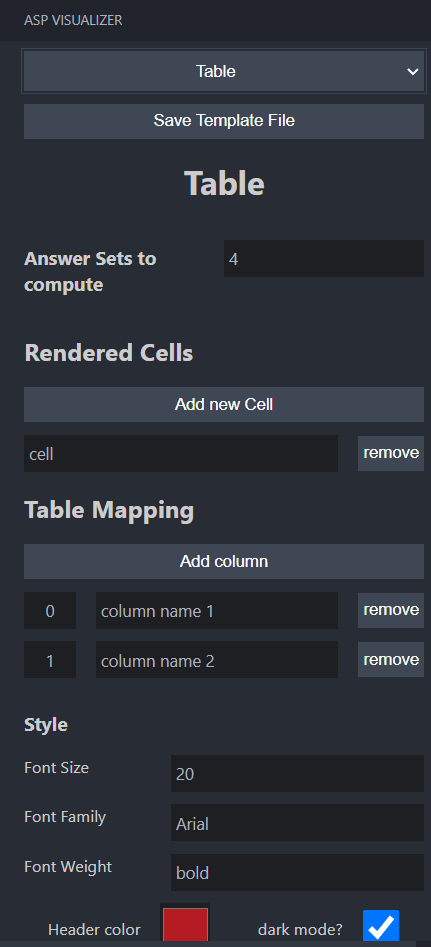 ASP VISUALIZER
Table
Save Template File
Table
Answer Sets to
compute
4
Rendered Cells
Add new Cell
cell
remove
Table Mapping
Add column
0
column name 1
remove
1
column name 2
remove
Style
Font Size
20
Font Family
Arial
Font Weight
bold
Header color
dark mode?